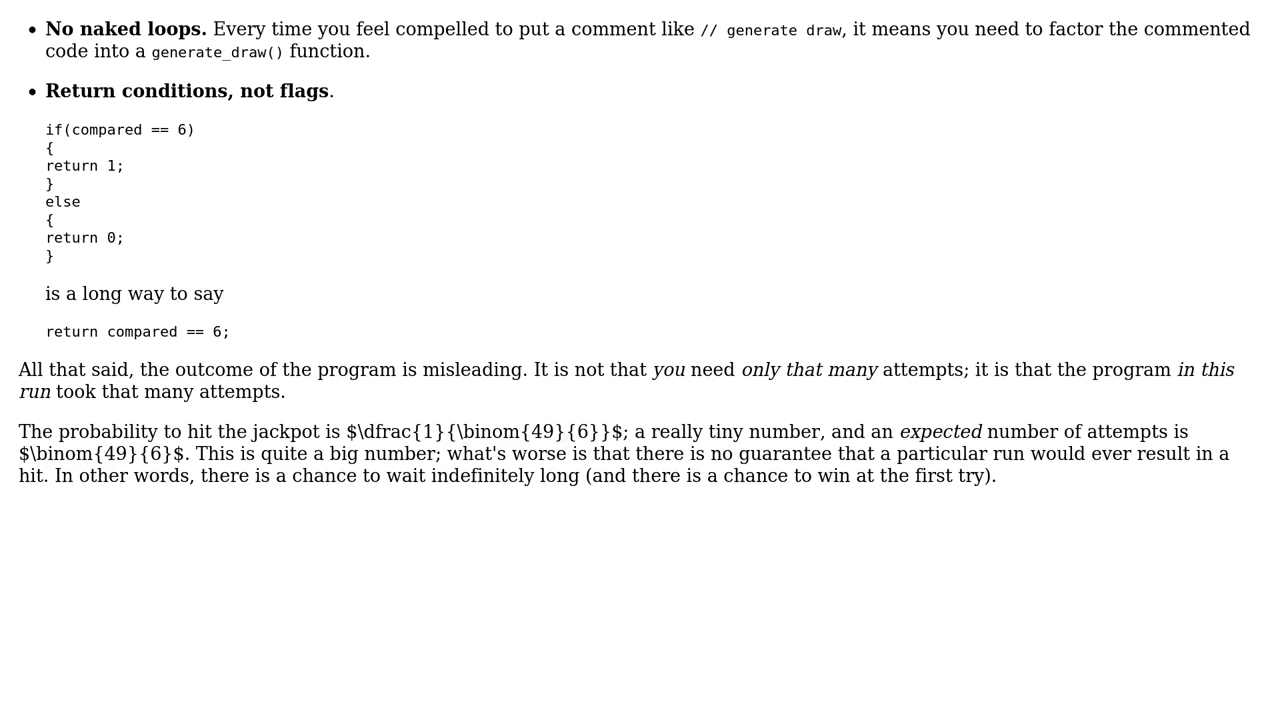 • No naked loops. Every time you feel compelled to put a comment like // generate draw, it means you need to factor the commented
code into a generate_draw() function.
• Return conditions, not flags.
if(compared == 6)
{
return 1;
}
else
{
return 0;
}
is a long way to say
return compared == 6;
All that said, the outcome of the program is misleading. It is not that you need only that many attempts; it is that the program in this
run took that many attempts.
The probability to hit the jackpot is $\dfrac{1}{\binom{49}{6}}$; a really tiny number, and an expected number of attempts is
$\binom{49}{6}$. This is quite a big number; what's worse is that there is no guarantee that a particular run would ever result in a
hit. In other words, there is a chance to wait indefinitely long (and there is a chance to win at the first try).